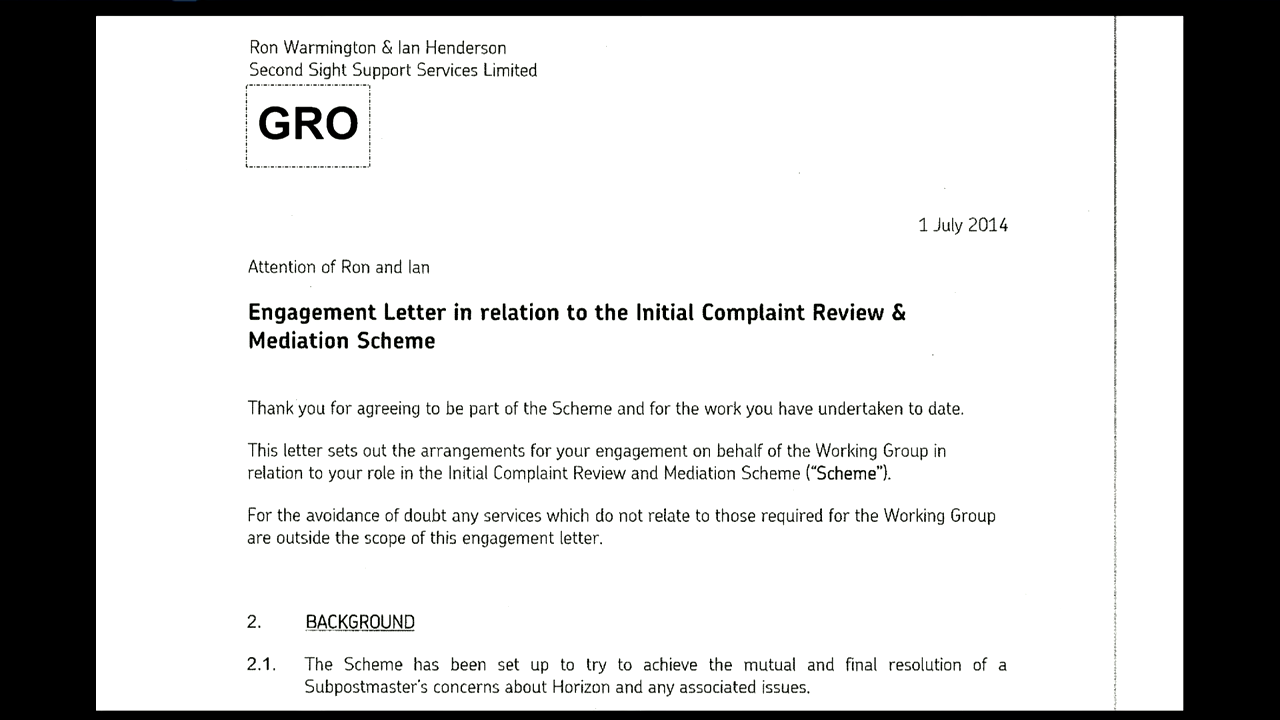 Ron Warmington & Ian Henderson
Second Sight Support Services Limited
GRO
1 July 2014
Attention of Ron and Ian
Engagement Letter in relation to the Initial Complaint Review &
Mediation Scheme
Thank you for agreeing to be part of the Scheme and for the work you have undertaken to date.
This letter sets out the arrangements for your engagement on behalf of the Working Group in
relation to your role in the Initial Complaint Review and Mediation Scheme (“Scheme”).
For the avoidance of doubt any services which do not relate to those required for the Working Group
are outside the scope of this engagement letter.
2. BACKGROUND
2.1. The Scheme has been set up to try to achieve the mutual and final resolution of a
Subpostmaster's concerns about Horizon and any associated issues.